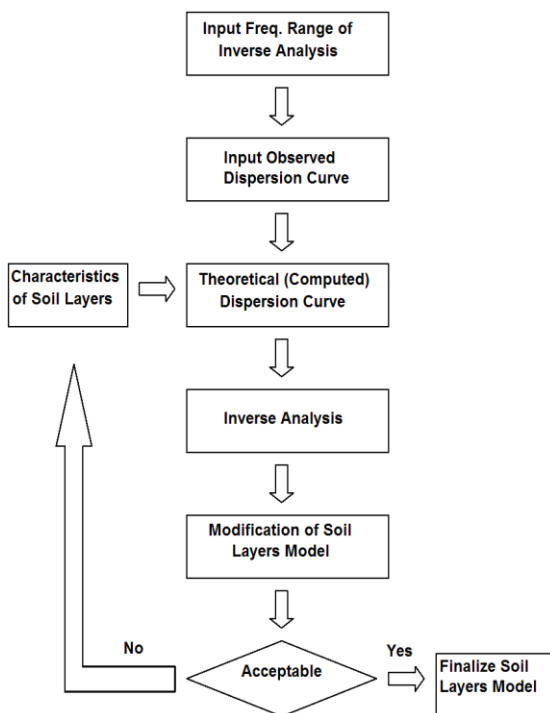 Input Freq. Range of
Inverse Analysis
Input Observed
Dispersion Curve
Characteristics
of Soil Layers
Theoretical (Computed)
Dispersion Curve
Inverse Analysis
Modification of Soil
Layers Model
No
Acceptable
Yes
Finalize Soil
Layers Model